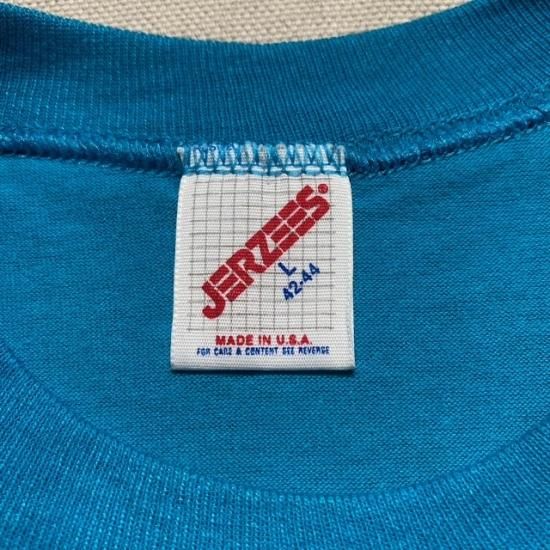 JERZEES®
L
42-44
MADE IN U.S.A.
FOR CARE & CONTENT SEE REVERSE